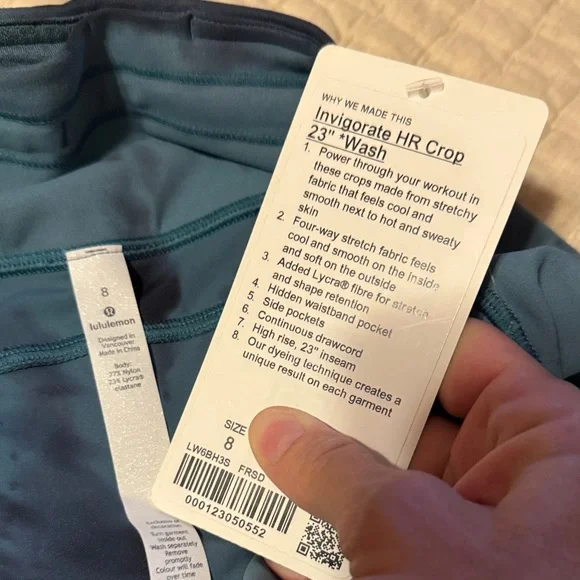 WHY WE MADE THIS
Invigorate HR Crop
23" *Wash
1. Power through your workout in
these crops made from stretchy
fabric that feels cool and
smooth next to hot and sweaty
skin
2. Four-way stretch fabric feels
cool and smooth on the inside
and soft on the outside
3. Added Lycra® fibre for stretch
and shape retention
4. Hidden waistband pocket
5. Side pockets
6. Continuous drawcord
7. High rise, 23" inseam
8. Our dyeing technique creates a
unique result on each garment
SIZE
8
LW6BH3S FRSD
000123050552
8
lululemon
Designed in
Vancouver
Made in China
Body:
77% Nylon
23% Lycra®
elastane
Turn garment
inside out.
Wash separately
Remove
promptly
Colour will fade
over time